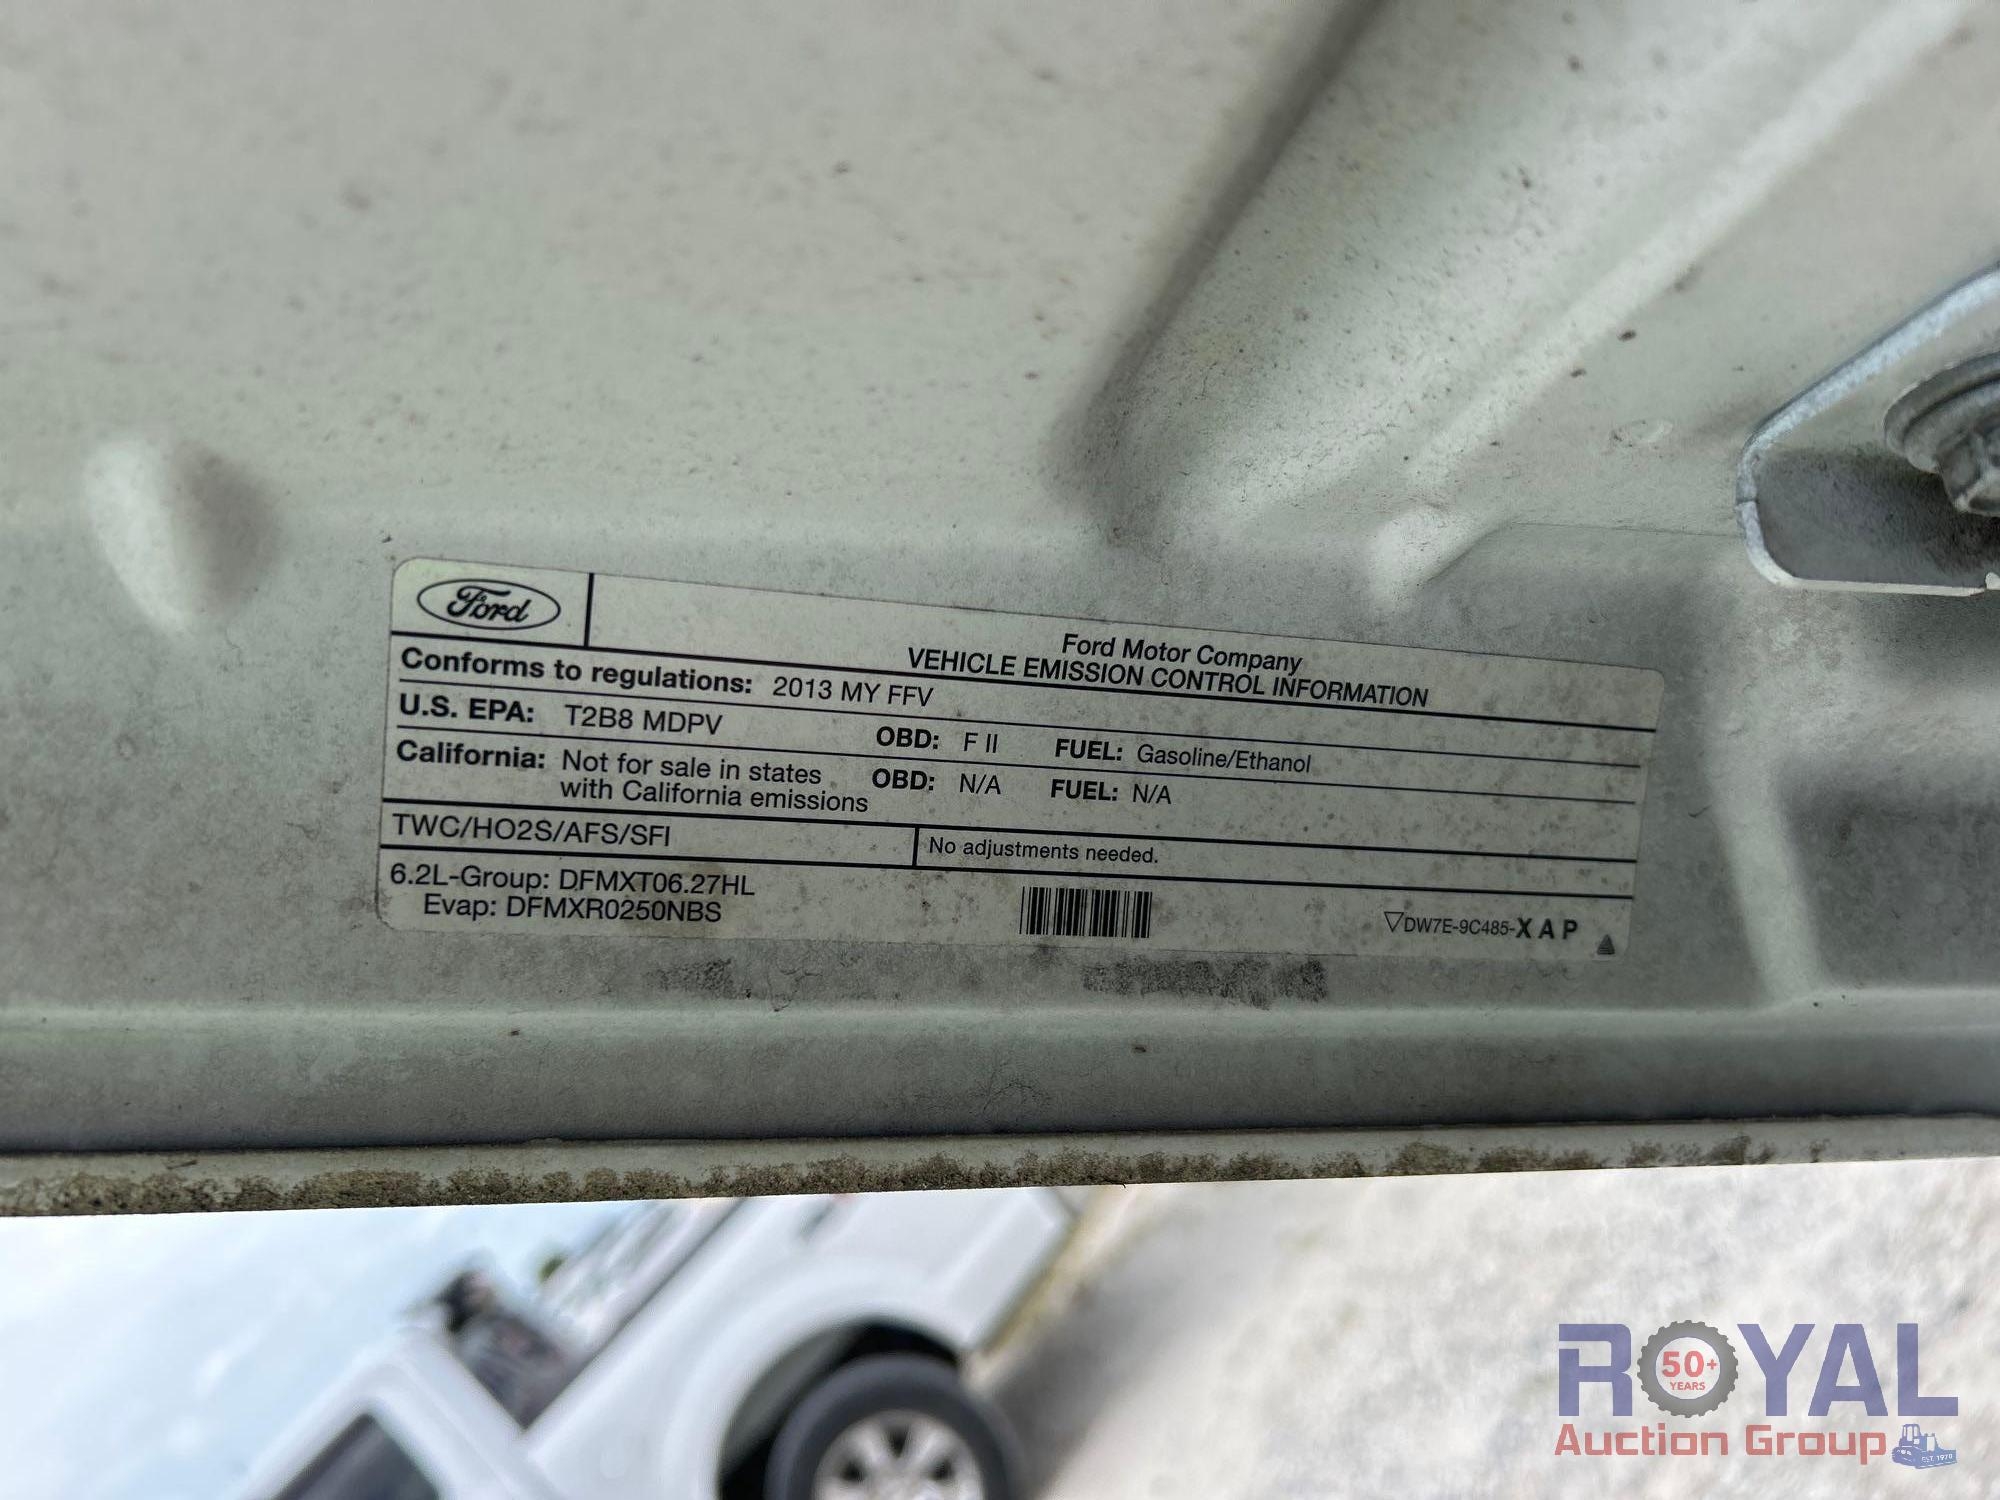 Ford
Ford Motor Company
VEHICLE EMISSION CONTROL INFORMATION
Conforms to regulations: 2013 MY FFV
U.S. EPA: T2B8 MDPV OBD: F II FUEL: Gasoline/Ethanol
California: Not for sale in states OBD: N/A FUEL: N/A
with California emissions
TWC/HO2S/AFS/SFI No adjustments needed.
6.2L-Group: DFMXT06.27HL
Evap: DFMXR0250NBS
DW7E-9C485-XAP
ROYAL
50+
YEARS
Auction Group
EST. 1970